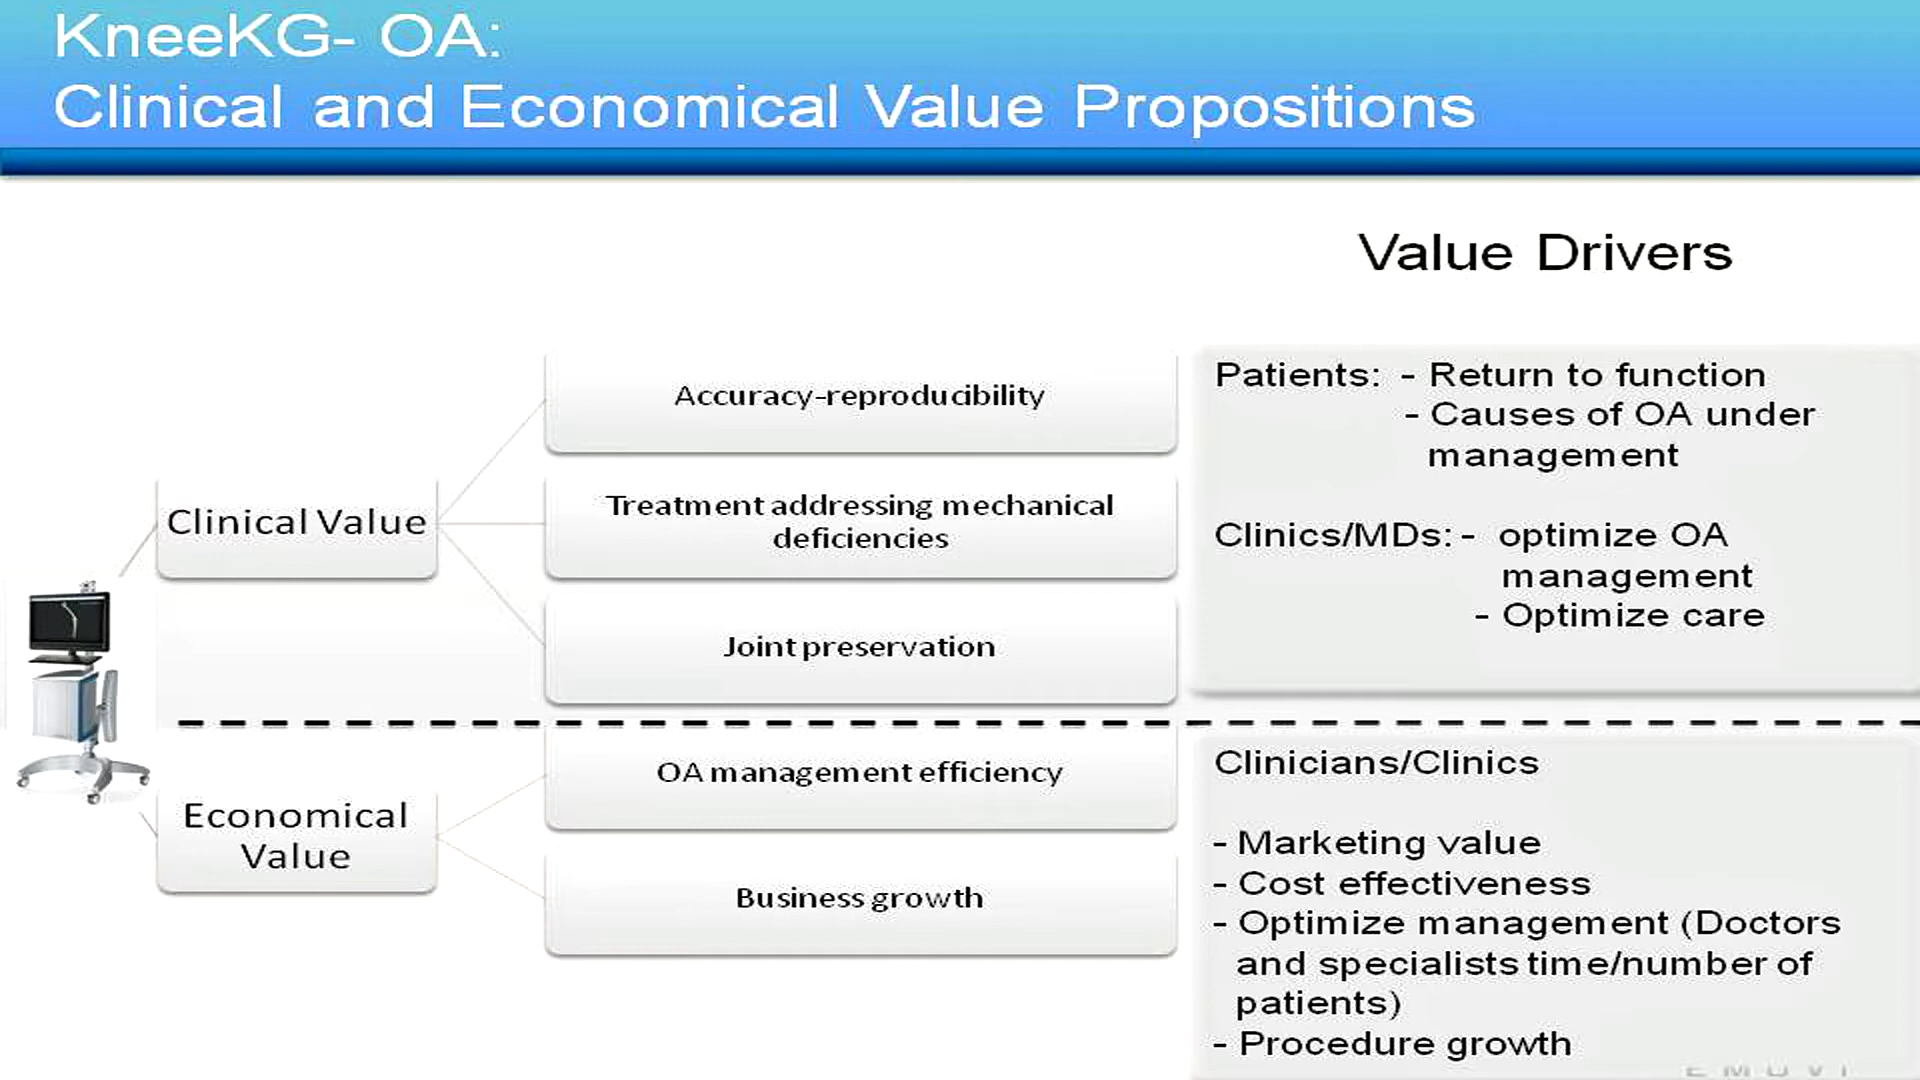 KneeKG- OA:
Clinical and Economical Value Propositions
Value Drivers
Clinical Value
Accuracy-reproducibility
Treatment addressing mechanical
deficiencies
Joint preservation
Patients: - Return to function
- Causes of OA under
management
Clinics/MDs: - optimize OA
management
- Optimize care
Economical
Value
OA management efficiency
Business growth
Clinicians/Clinics
- Marketing value
- Cost effectiveness
- Optimize management (Doctors
and specialists time/number of
patients)
- Procedure growth